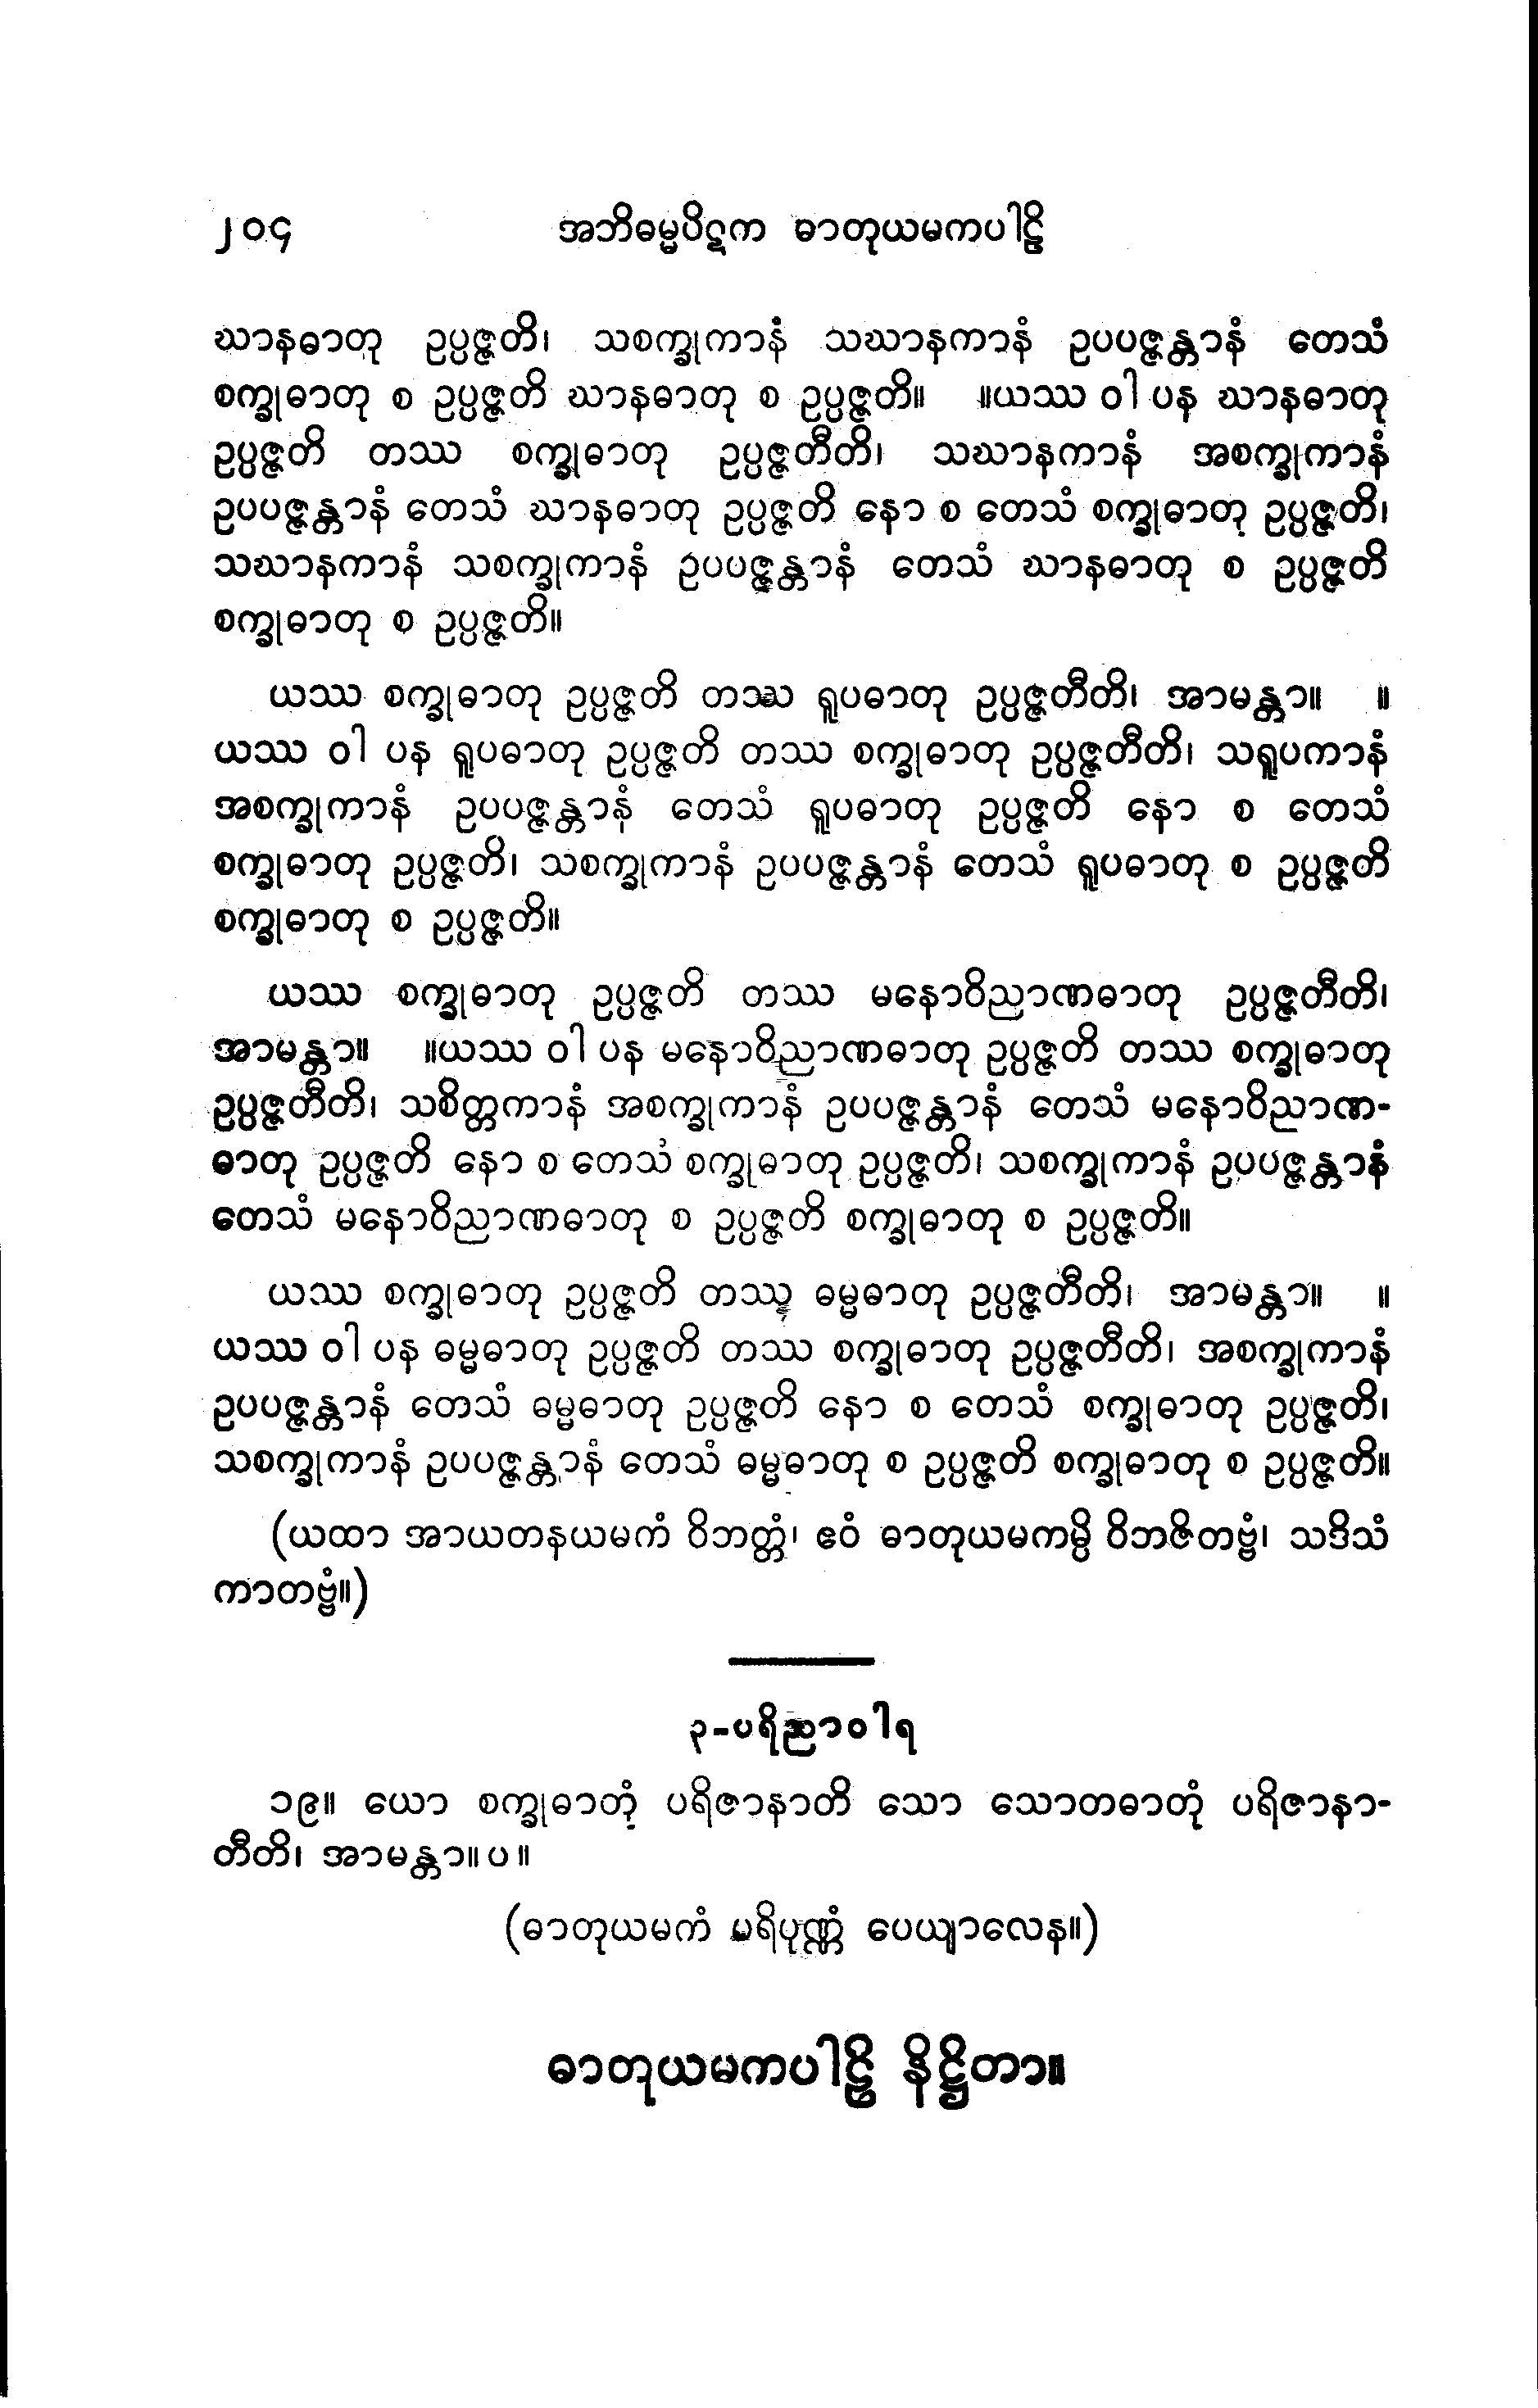 ၂၀၄ အဘိဓမ္မပိဋက ဓာတုယမကပါဠိ
ဃာနဓာတု ဥပ္ပဇ္ဇတိ၊ သစက္ခုကာနံ သဃာနကာနံ ဥပပဇ္ဇန္တာနံ တေသံ
စက္ခုဓာတု စ ဥပ္ပဇ္ဇတိ ဃာနဓာတု စ ဥပ္ပဇ္ဇတိ။ ။ယဿ ဝါ ပန ဃာနဓာတု
ဥပ္ပဇ္ဇတိ တဿ စက္ခုဓာတု ဥပ္ပဇ္ဇတီတိ၊ သဃာနကာနံ အစက္ခုကာနံ
ဥပပဇ္ဇန္တာနံ တေသံ ဃာနဓာတု ဥပ္ပဇ္ဇတိ နော စ တေသံ စက္ခုဓာတု ဥပ္ပဇ္ဇတိ၊
သဃာနကာနံ သစက္ခုကာနံ ဥပပဇ္ဇန္တာနံ တေသံ ဃာနဓာတု စ ဥပ္ပဇ္ဇတိ
စက္ခုဓာတု စ ဥပ္ပဇ္ဇတိ။
ယဿ စက္ခုဓာတု ဥပ္ပဇ္ဇတိ တဿ ရူပဓာတု ဥပ္ပဇ္ဇတီတိ၊ အာမန္တာ။ ။
ယဿ ဝါ ပန ရူပဓာတု ဥပ္ပဇ္ဇတိ တဿ စက္ခုဓာတု ဥပ္ပဇ္ဇတီတိ၊ သရူပကာနံ
အစက္ခုကာနံ ဥပပဇ္ဇန္တာနံ တေသံ ရူပဓာတု ဥပ္ပဇ္ဇတိ နော စ တေသံ
စက္ခုဓာတု ဥပ္ပဇ္ဇတိ၊ သစက္ခုကာနံ ဥပပဇ္ဇန္တာနံ တေသံ ရူပဓာတု စ ဥပ္ပဇ္ဇတိ
စက္ခုဓာတု စ ဥပ္ပဇ္ဇတိ။
ယဿ စက္ခုဓာတု ဥပ္ပဇ္ဇတိ တဿ မနောဝိညာဏဓာတု ဥပ္ပဇ္ဇတီတိ၊
အာမန္တာ။ ။ယဿ ဝါ ပန မနောဝိညာဏဓာတု ဥပ္ပဇ္ဇတိ တဿ စက္ခုဓာတု
ဥပ္ပဇ္ဇတီတိ၊ သစိတ္တကာနံ အစက္ခုကာနံ ဥပပဇ္ဇန္တာနံ တေသံ မနောဝိညာဏ-
ဓာတု ဥပ္ပဇ္ဇတိ နော စ တေသံ စက္ခုဓာတု ဥပ္ပဇ္ဇတိ၊ သစက္ခုကာနံ ဥပပဇ္ဇန္တာနံ
တေသံ မနောဝိညာဏဓာတု စ ဥပ္ပဇ္ဇတိ စက္ခုဓာတု စ ဥပ္ပဇ္ဇတိ။
ယဿ စက္ခုဓာတု ဥပ္ပဇ္ဇတိ တဿ ဓမ္မဓာတု ဥပ္ပဇ္ဇတီတိ၊ အာမန္တာ။ ။
ယဿ ဝါ ပန ဓမ္မဓာတု ဥပ္ပဇ္ဇတိ တဿ စက္ခုဓာတု ဥပ္ပဇ္ဇတီတိ၊ အစက္ခုကာနံ
ဥပပဇ္ဇန္တာနံ တေသံ ဓမ္မဓာတု ဥပ္ပဇ္ဇတိ နော စ တေသံ စက္ခုဓာတု ဥပ္ပဇ္ဇတိ၊
သစက္ခုကာနံ ဥပပဇ္ဇန္တာနံ တေသံ ဓမ္မဓာတု စ ဥပ္ပဇ္ဇတိ စက္ခုဓာတု စ ဥပ္ပဇ္ဇတိ။
(ယထာ အာယတနယမကံ ဝိဘတ္တံ၊ ဧဝံ ဓာတုယမကမ္ပိ ဝိဘဇိတဗ္ဗံ၊ သဒိသံ
ကာတဗ္ဗံ။)
၃-ပရိညာဝါရ
၁၉။ ယော စက္ခုဓာတုံ ပရိဇာနာတိ သော သောတဓာတုံ ပရိဇာနာ-
တီတိ၊ အာမန္တာ။ပ။
(ဓာတုယမကံ ပရိပုဏ္ဏံ ပေယျာလေန။)
ဓာတုယမကပါဠိ နိဋ္ဌိတာ။